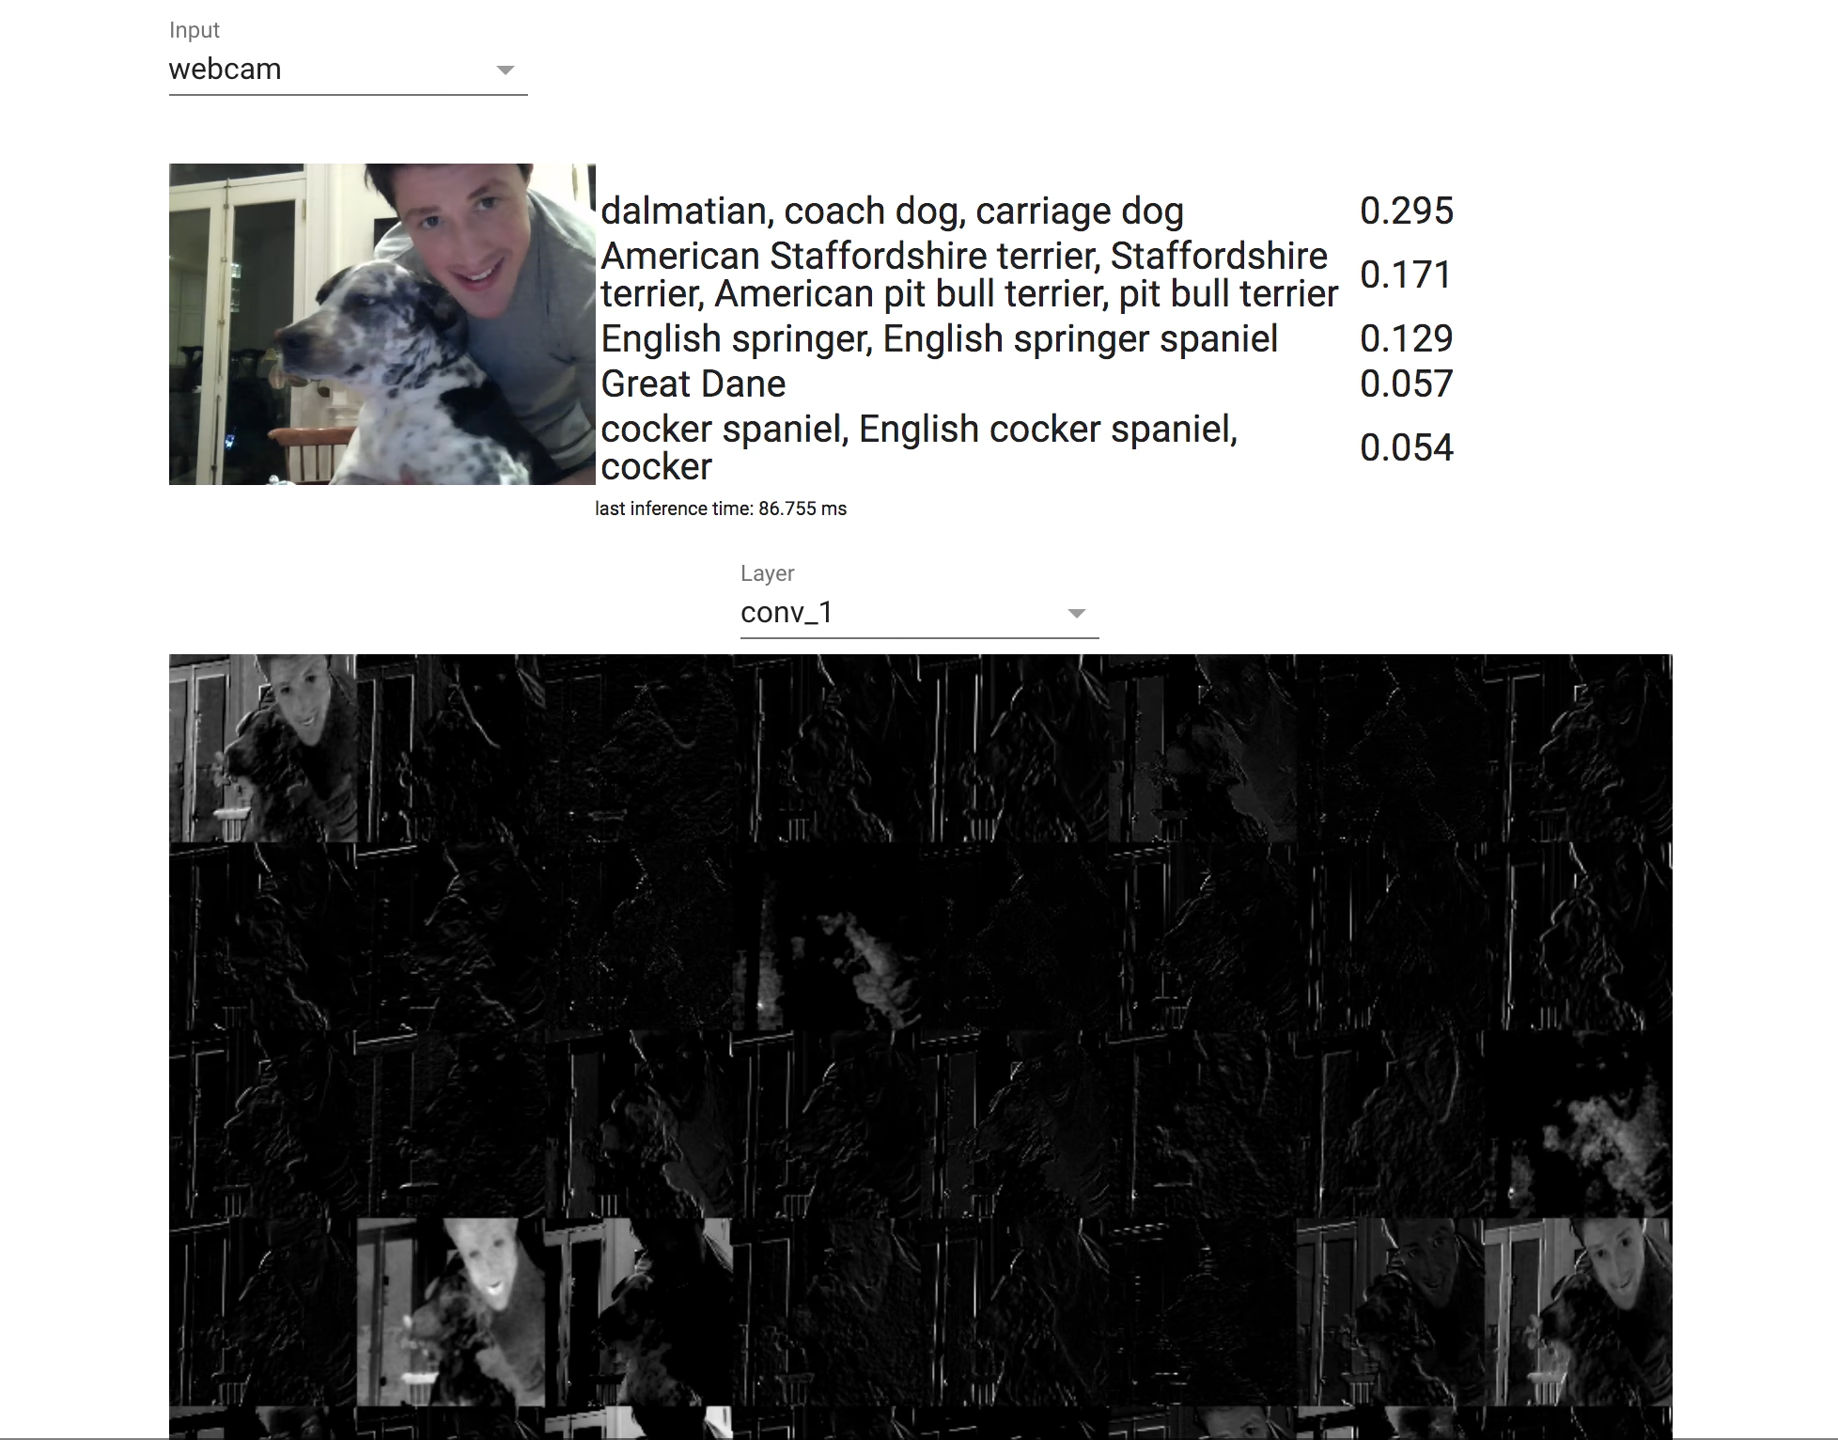 Input
webcam
dalmatian, coach dog, carriage dog 0.295
American Staffordshire terrier, Staffordshire
terrier, American pit bull terrier, pit bull terrier 0.171
English springer, English springer spaniel 0.129
Great Dane 0.057
cocker spaniel, English cocker spaniel,
cocker 0.054
last inference time: 86.755 ms
Layer
conv_1